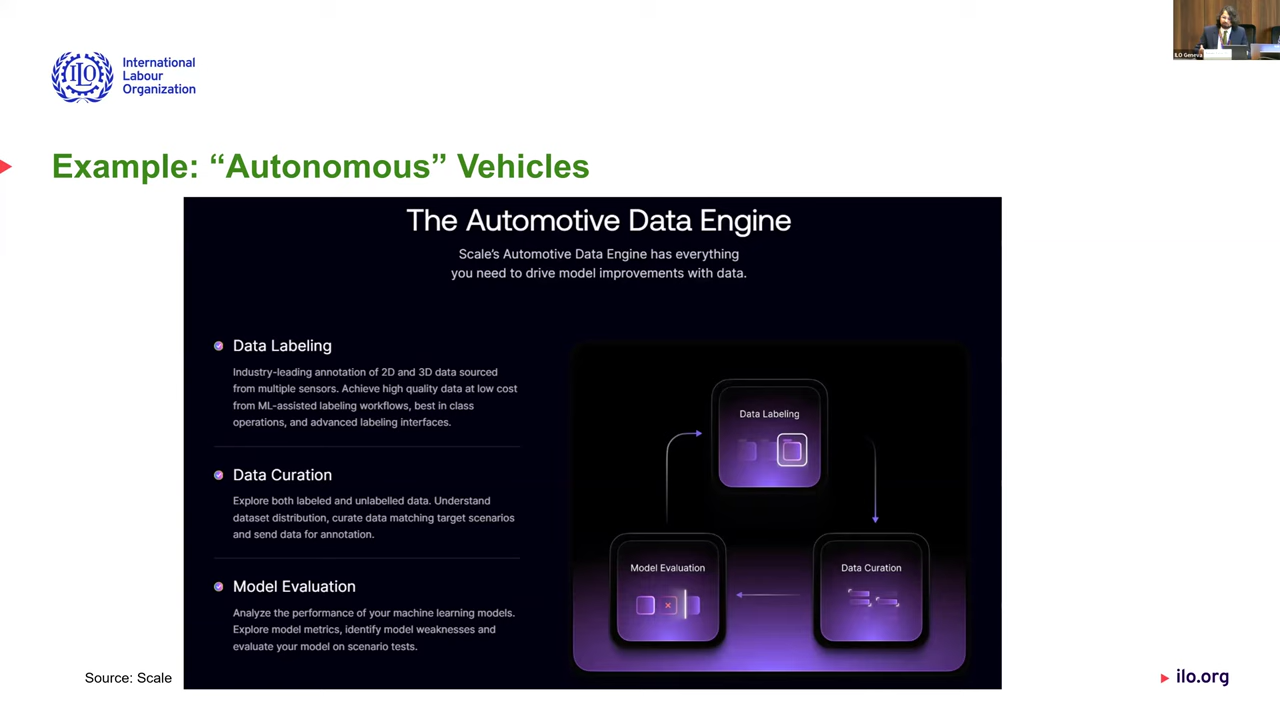 ILO
International
Labour
Organization
ILO Geneva
Example: “Autonomous” Vehicles
The Automotive Data Engine
Scale’s Automotive Data Engine has everything
you need to drive model improvements with data.
Data Labeling
Industry-leading annotation of 2D and 3D data sourced
from multiple sensors. Achieve high quality data at low cost
from ML-assisted labeling workflows, best in class
operations, and advanced labeling interfaces.
Data Curation
Explore both labeled and unlabelled data. Understand
dataset distribution, curate data matching target scenarios
and send data for annotation.
Model Evaluation
Analyze the performance of your machine learning models.
Explore model metrics, identify model weaknesses and
evaluate your model on scenario tests.
Data Labeling
Model Evaluation
Data Curation
Source: Scale
ilo.org